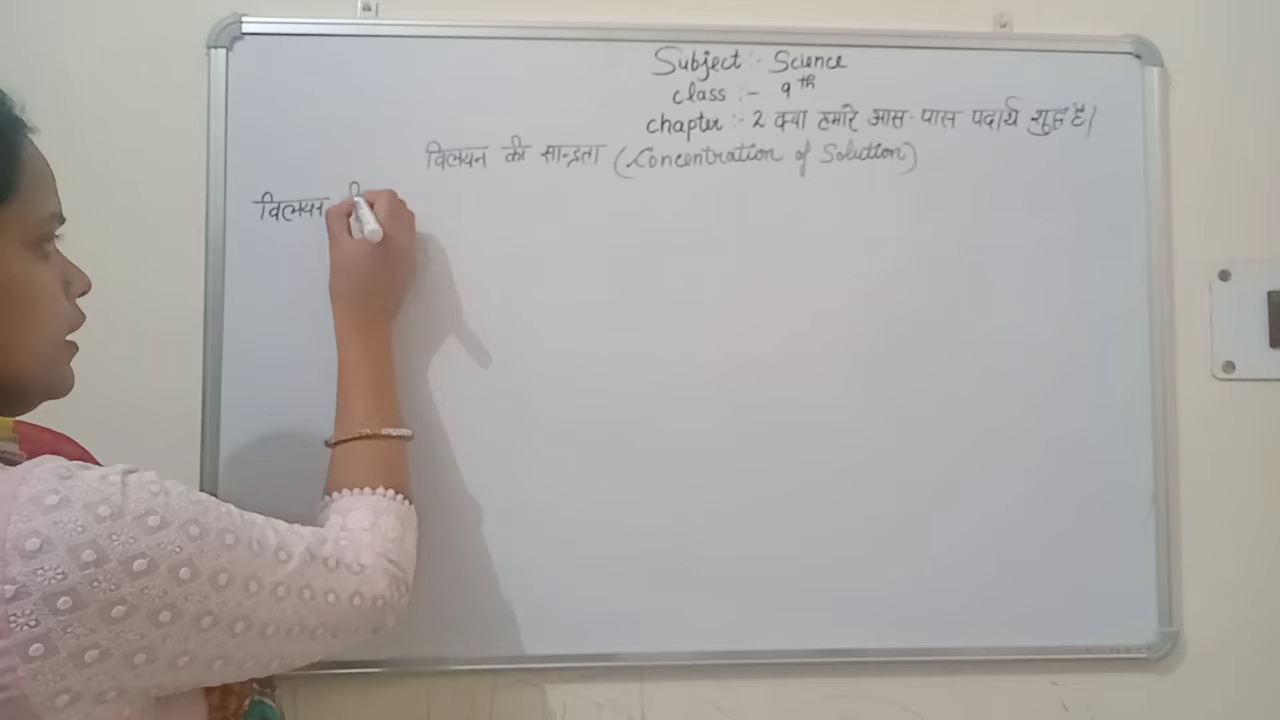 Subject :- Science
class :- 9th
chapter :- 2 क्या हमारे आस-पास पदार्थ शुद्ध है।
विलयन की सान्द्रता (Concentration of Solution)
विलयन